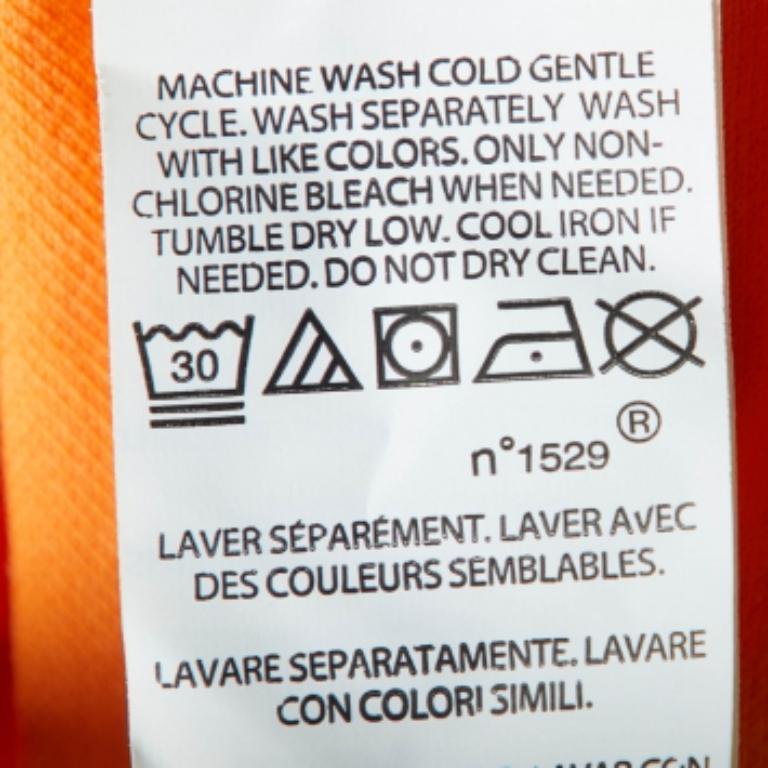 MACHINE WASH COLD GENTLE
CYCLE. WASH SEPARATELY WASH
WITH LIKE COLORS. ONLY NON-
CHLORINE BLEACH WHEN NEEDED.
TUMBLE DRY LOW. COOL IRON IF
NEEDED. DO NOT DRY CLEAN.
30
n°1529 ®
LAVER SÉPARÉMENT. LAVER AVEC
DES COULEURS SEMBLABLES.
LAVARE SEPARATAMENTE. LAVARE
CON COLORI SIMILI.